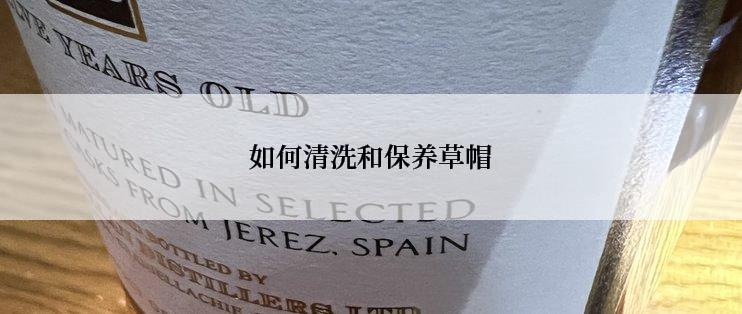 YEARS OLD
如何清洗和保养草帽
MATURED IN SELECTED
CASKS FROM JEREZ, SPAIN
BOTTLED BY
DISTILLERS LTD